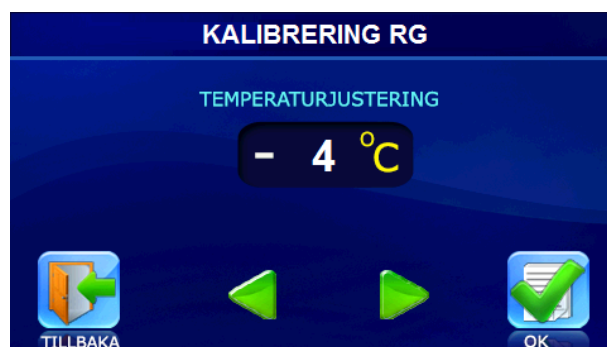 KALIBRERING RG
TEMPERATURJUSTERING
- 4 °C
TILLBAKA
OK